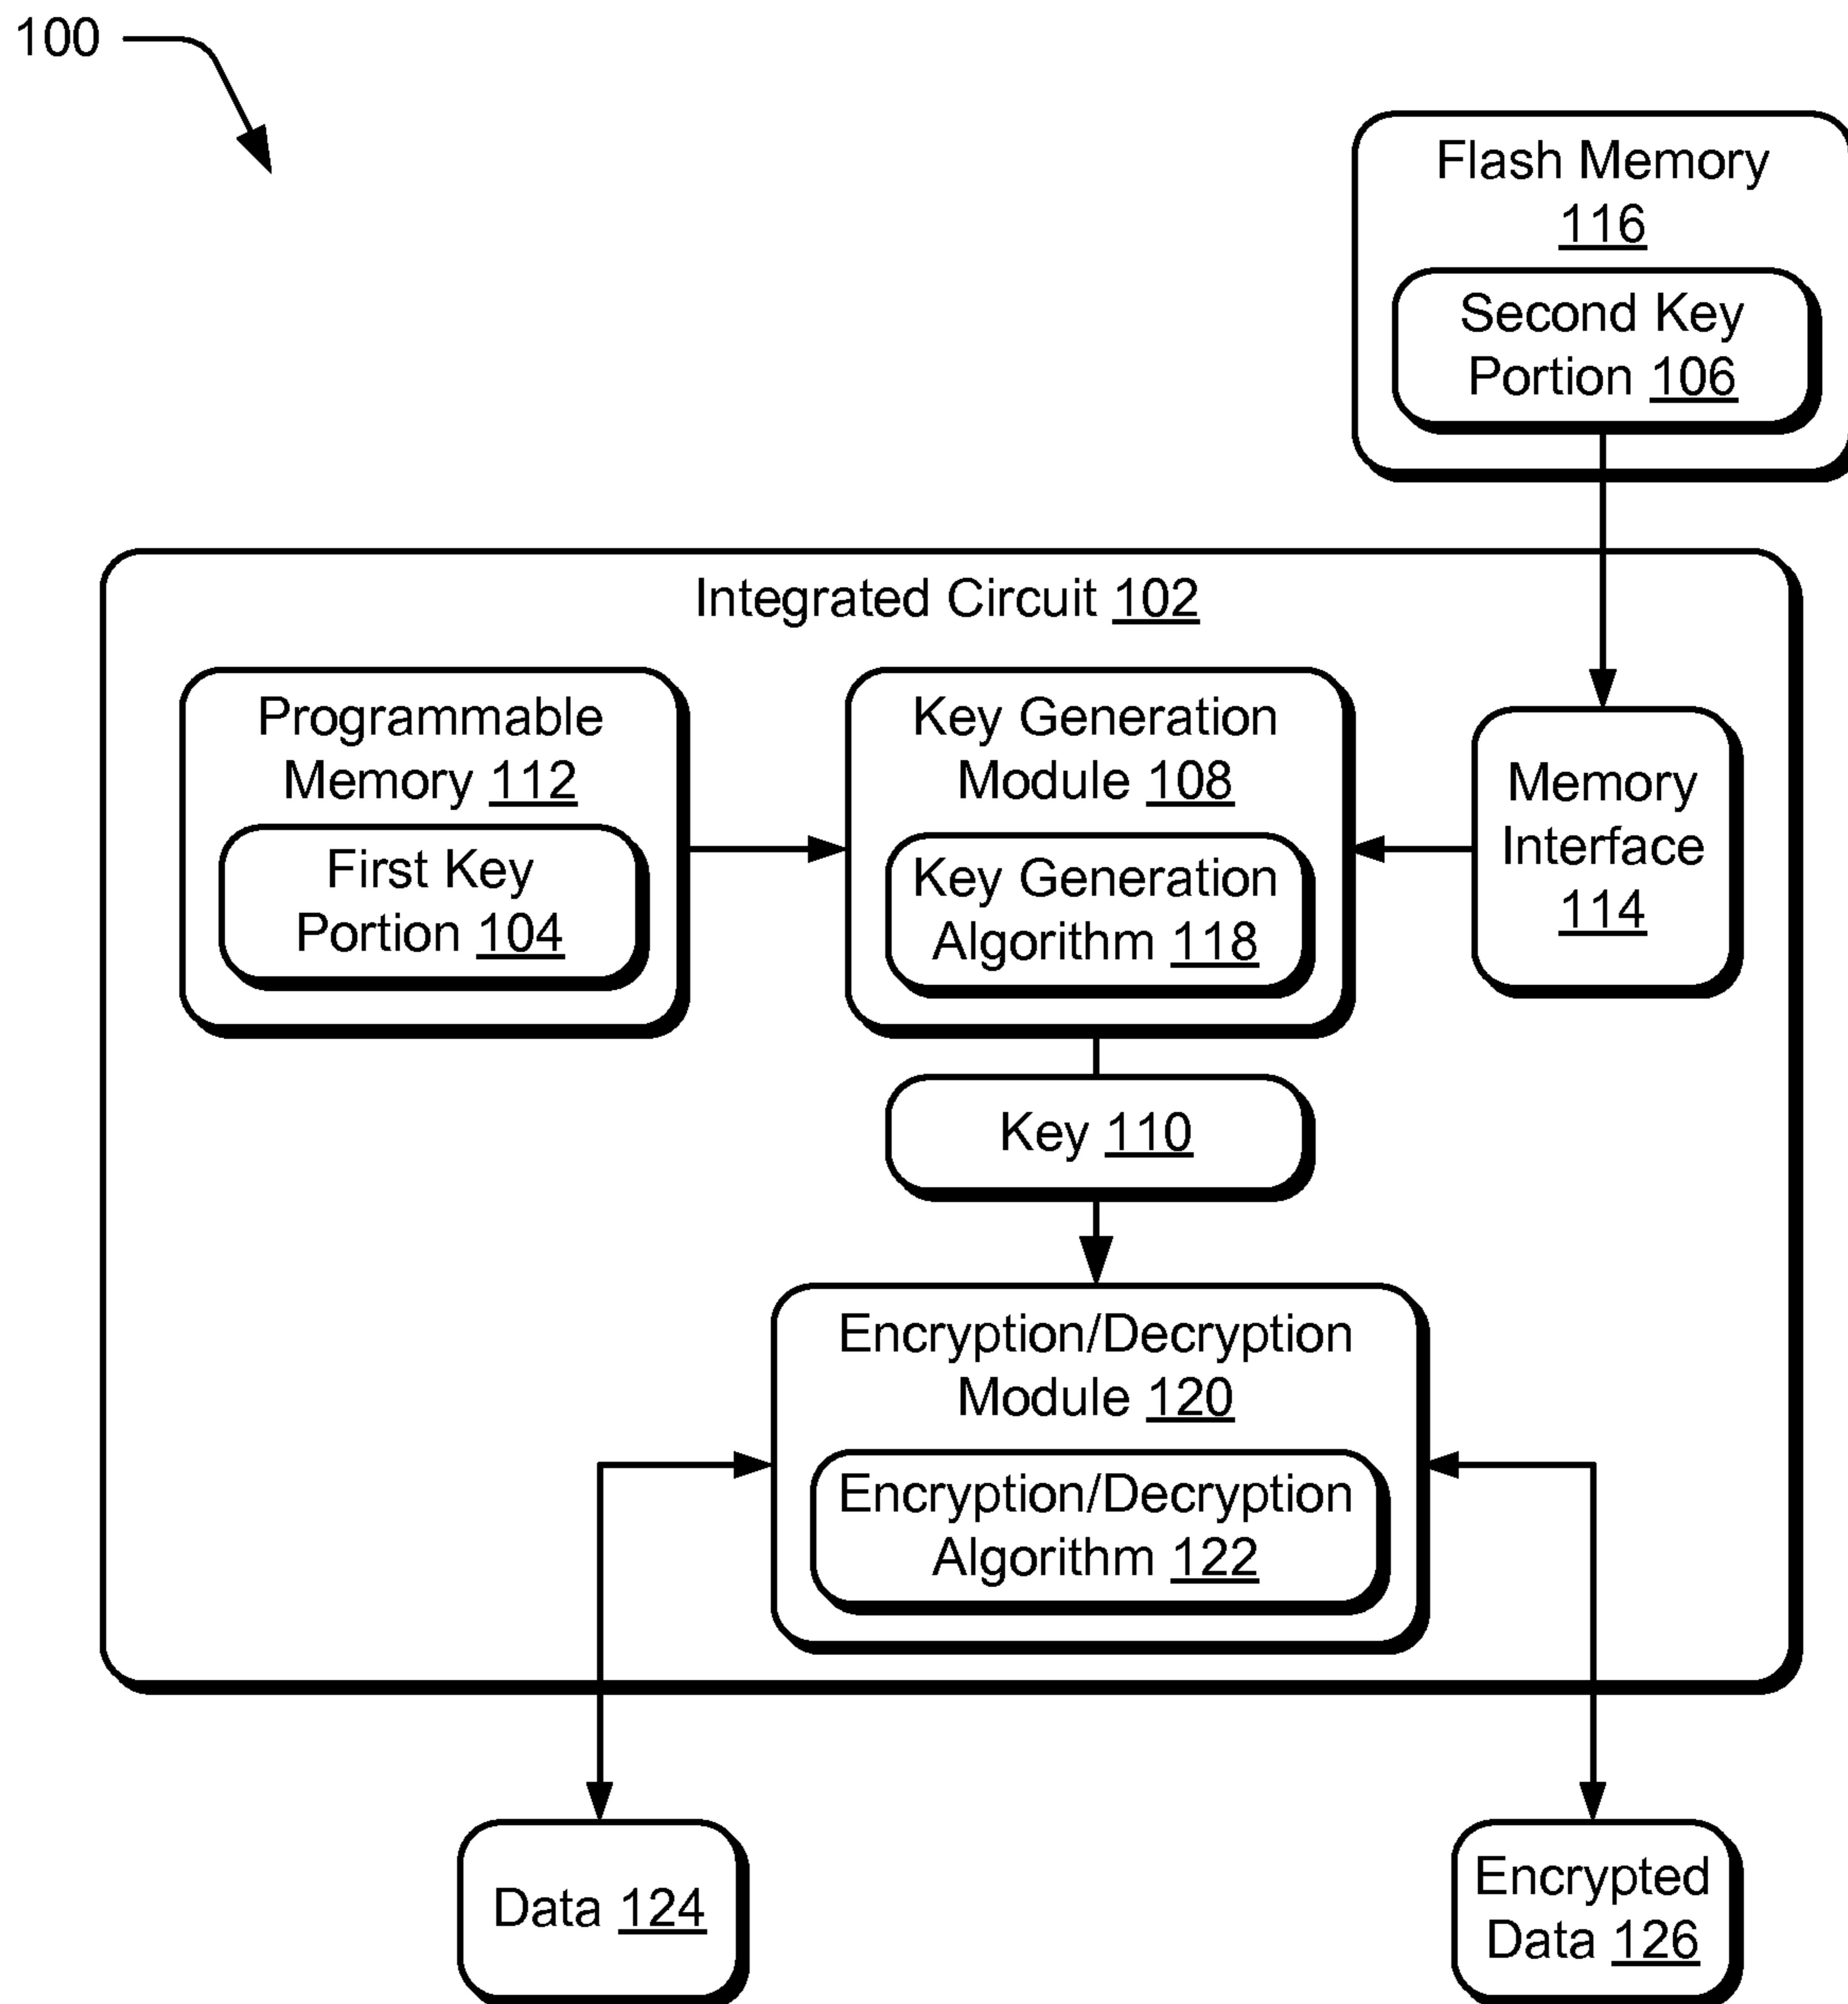 100
Flash Memory
116
Second Key
Portion 106
Integrated Circuit 102
Programmable
Memory 112
First Key
Portion 104
Key Generation
Module 108
Key Generation
Algorithm 118
Memory
Interface
114
Key 110
Encryption/Decryption
Module 120
Encryption/Decryption
Algorithm 122
Data 124
Encrypted
Data 126